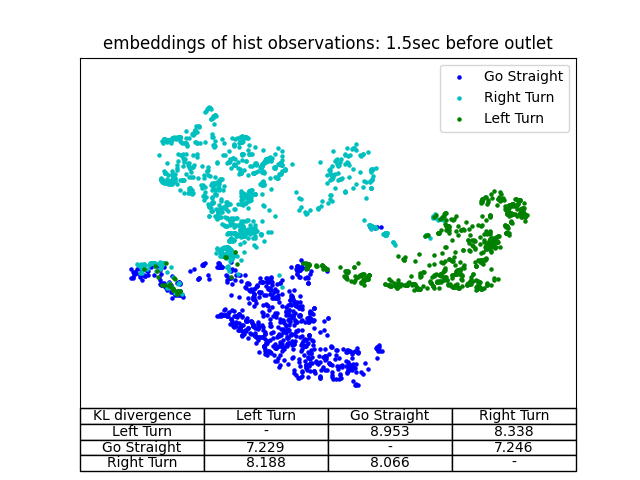 embeddings of hist observations: 1.5sec before outlet
Go Straight
Right Turn
Left Turn
KL divergence Left Turn Go Straight Right Turn
Left Turn - 8.953 8.338
Go Straight 7.229 - 7.246
Right Turn 8.188 8.066 -